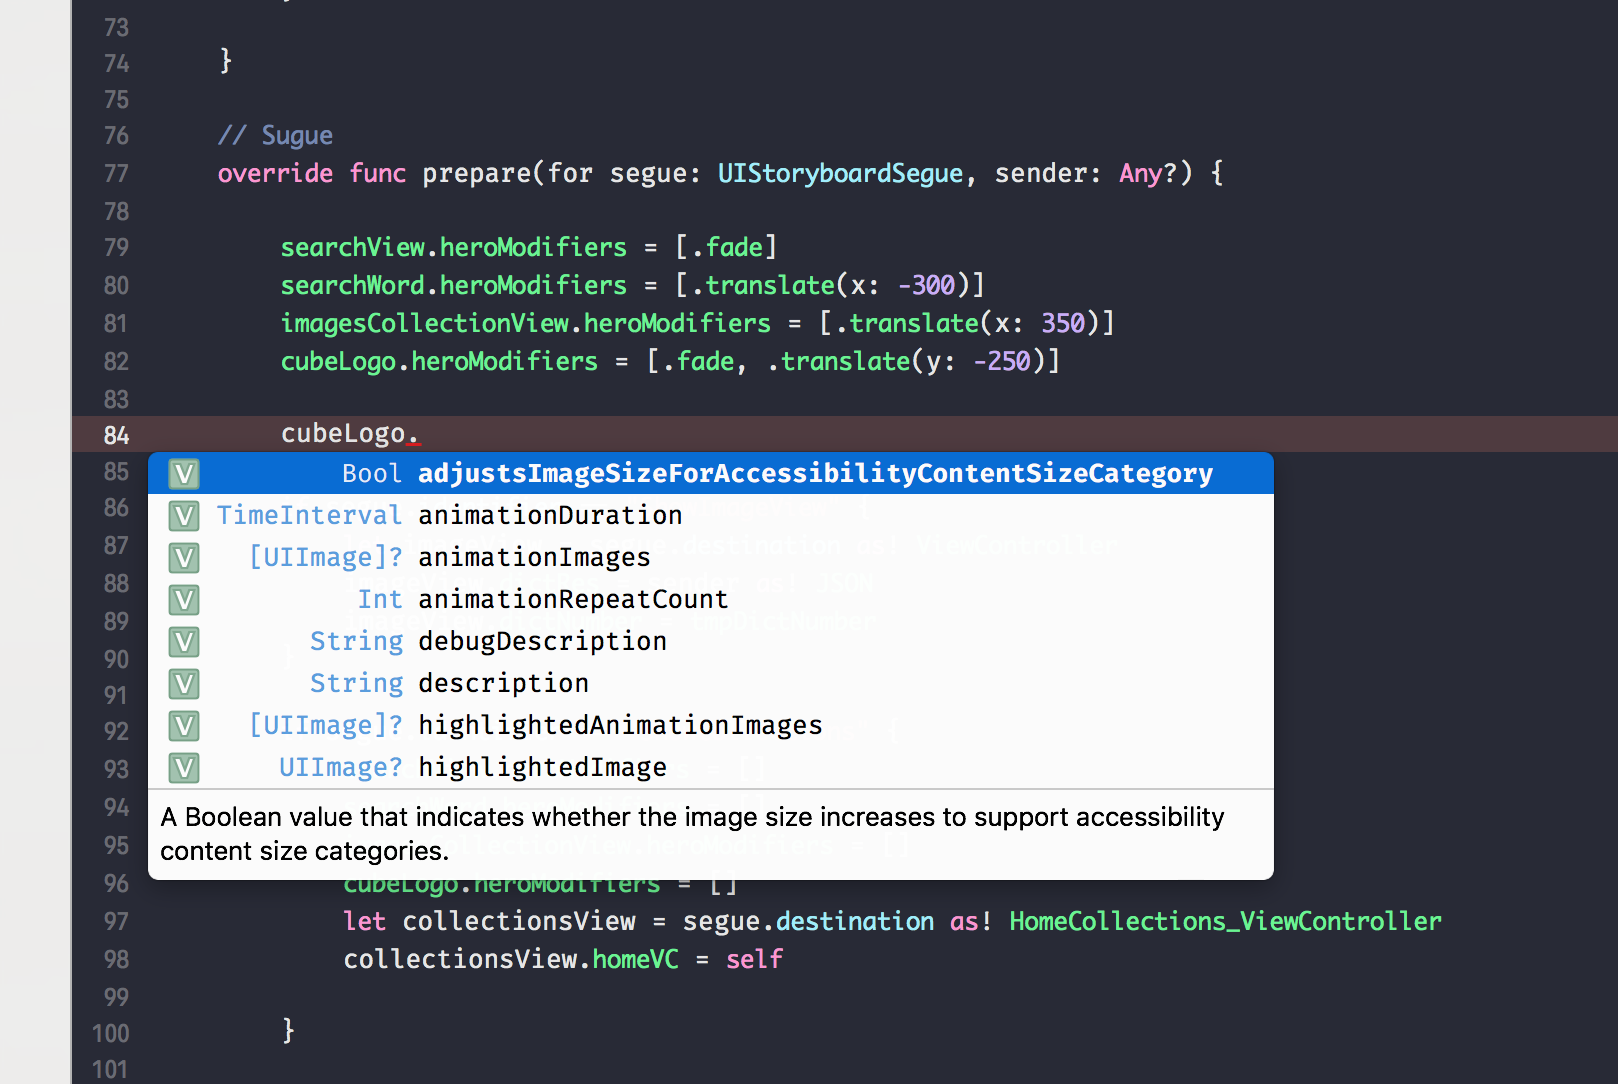 73
74 }
75
76 // Sugue
77 override func prepare(for segue: UIStoryboardSegue, sender: Any?) {
78
79 searchView.heroModifiers = [.fade]
80 searchWord.heroModifiers = [.translate(x: -300)]
81 imagesCollectionView.heroModifiers = [.translate(x: 350)]
82 cubeLogo.heroModifiers = [.fade, .translate(y: -250)]
83
84 cubeLogo.
85
V Bool adjustsImageSizeForAccessibilityContentSizeCategory
86
V TimeInterval animationDuration
87
V [UIImage]? animationImages
88
V Int animationRepeatCount
89
V String debugDescription
90
V String description
91
V [UIImage]? highlightedAnimationImages
92
93
V UIImage? highlightedImage
94
A Boolean value that indicates whether the image size increases to support accessibility
95
content size categories.
96 cubeLogo.heroModifiers = []
97 let collectionsView = segue.destination as! HomeCollections_ViewController
98 collectionsView.homeVC = self
99
100 }
101